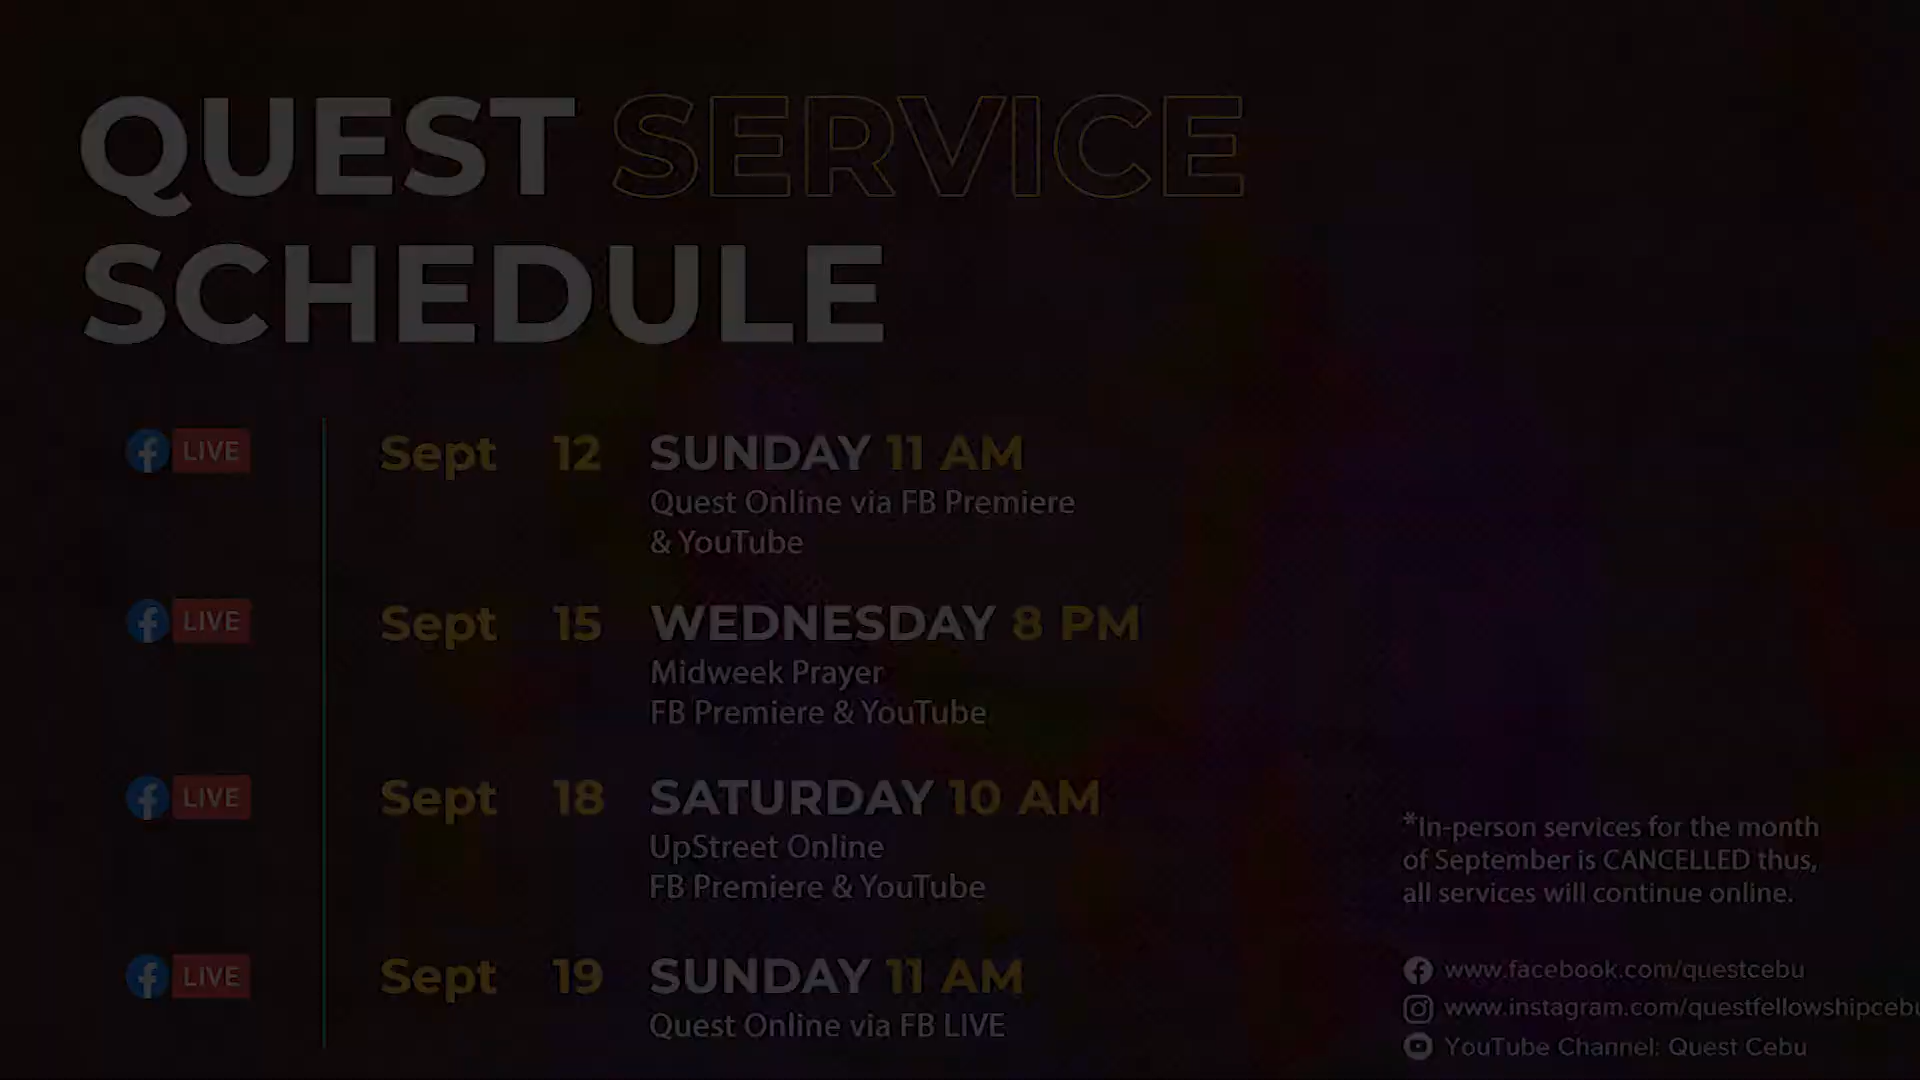 QUEST SERVICE
SCHEDULE
LIVE
Sept 12 SUNDAY 11 AM
Quest Online via FB Premiere
& YouTube
LIVE
Sept 15 WEDNESDAY 8 PM
Midweek Prayer
FB Premiere & YouTube
LIVE
Sept 18 SATURDAY 10 AM
UpStreet Online
FB Premiere & YouTube
LIVE
Sept 19 SUNDAY 11 AM
Quest Online via FB LIVE
*In-person services for the month
of September is CANCELLED thus,
all services will continue online.
www.facebook.com/questcebu
www.instagram.com/questfellowshipcebu
YouTube Channel: Quest Cebu